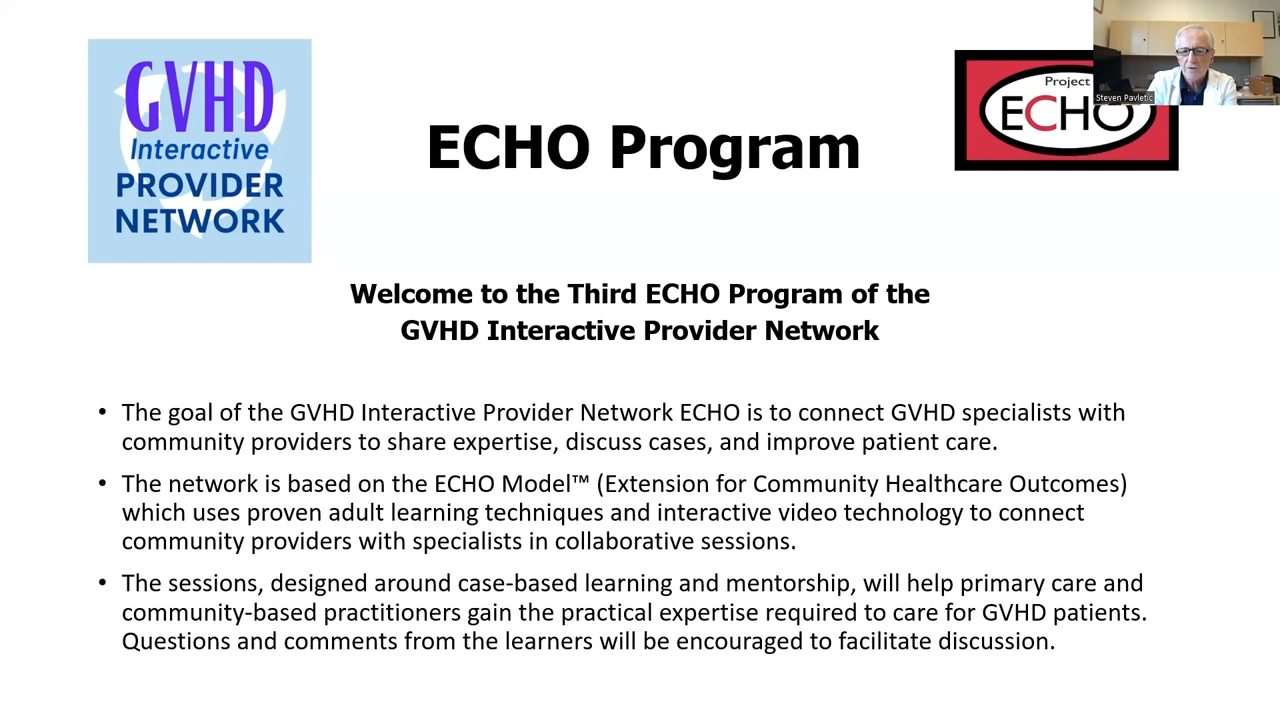 GVHD
Interactive
PROVIDER
NETWORK
ECHO Program
Project
ECHO
Steven Pavletic
Welcome to the Third ECHO Program of the
GVHD Interactive Provider Network
• The goal of the GVHD Interactive Provider Network ECHO is to connect GVHD specialists with
community providers to share expertise, discuss cases, and improve patient care.
• The network is based on the ECHO Model™ (Extension for Community Healthcare Outcomes)
which uses proven adult learning techniques and interactive video technology to connect
community providers with specialists in collaborative sessions.
• The sessions, designed around case-based learning and mentorship, will help primary care and
community-based practitioners gain the practical expertise required to care for GVHD patients.
Questions and comments from the learners will be encouraged to facilitate discussion.